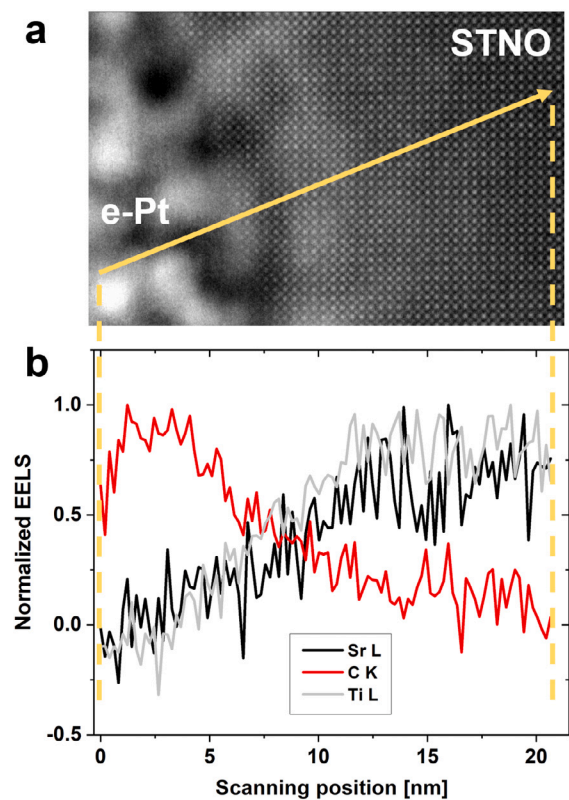 a
STNO
e-Pt
b
1.0
0.5
0.0
-0.5
Normalized EELS
Sr L
C K
Ti L
0 5 10 15 20
Scanning position [nm]